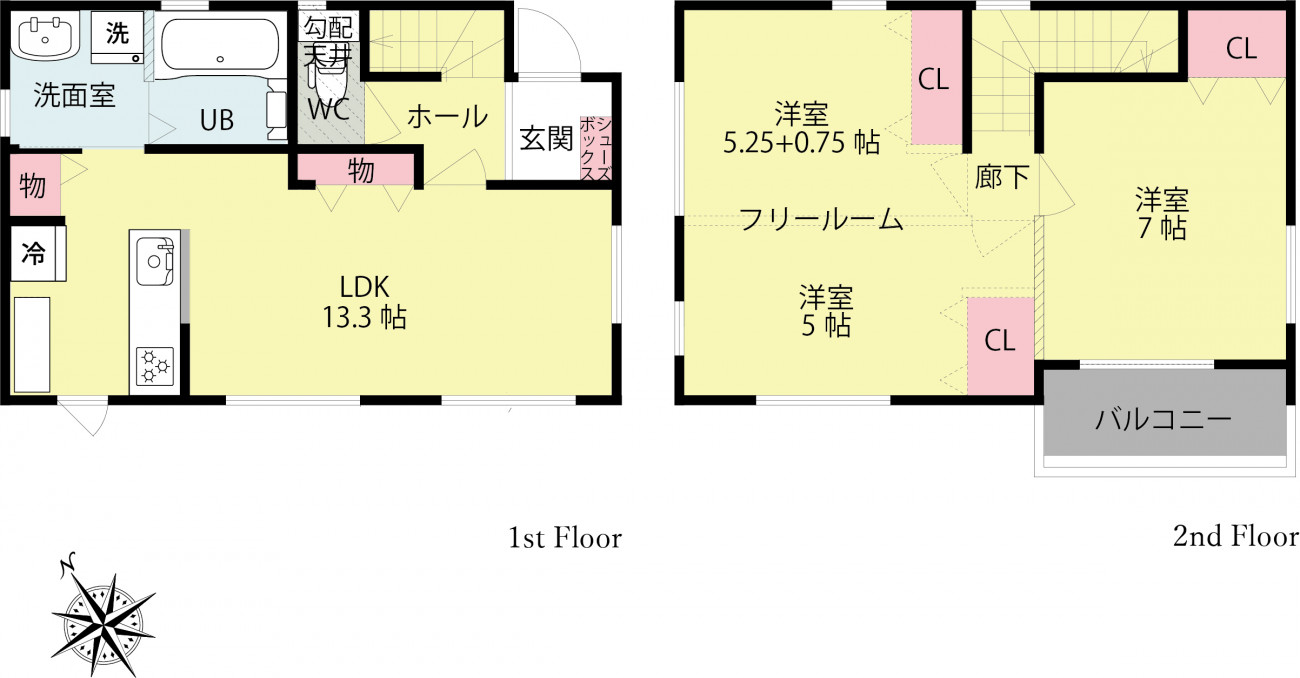 洗
洗面室
UB
勾配
天井
WC
ホール
玄関
シューズ
ボックス
物
物
冷
LDK
13.3 帖
1st Floor
洋室
5.25+0.75 帖
CL
CL
廊下
洋室
7 帖
フリールーム
洋室
5 帖
CL
バルコニー
2nd Floor
N